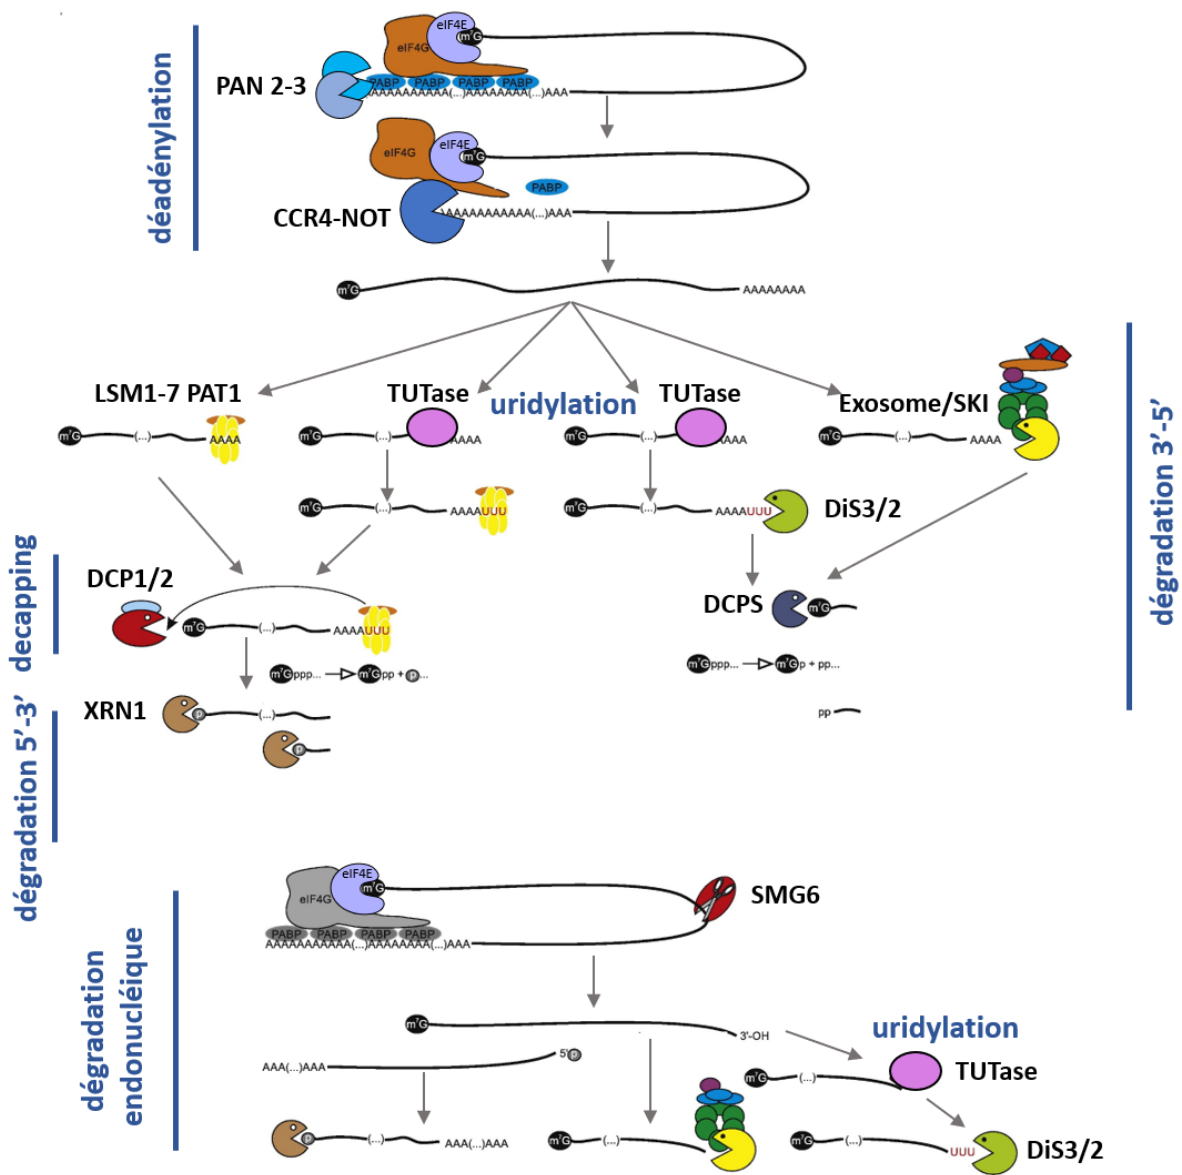 déadénylation
eIF4E
eIF4G
m⁷G
PAN 2-3
PABP PABP PABP PABP
AAAAAAAAAAA(...)AAAAAAAA(...)AAA
eIF4E
eIF4G
m⁷G
PABP
CCR4-NOT
AAAAAAAAAAAA(...)AAA
m⁷G
AAAAAAAA
LSM1-7 PAT1
TUTase
uridylation
TUTase
Exosome/SKI
m⁷G (...) AAAA
m⁷G (...) AAAA
m⁷G (...) AAAA
m⁷G (...) AAAA
m⁷G (...) AAAAUUU
m⁷G (...) AAAAUUU
DiS3/2
dégradation 3'-5'
decapping
DCP1/2
m⁷G (...) AAAAUUU
DCPS
m⁷G
m⁷Gppp... m⁷Gpp + p...
m⁷Gppp... m⁷Gp + pp...
dégradation 5'-3'
XRN1
p (...)
pp
p
eIF4E
eIF4G
m⁷G
SMG6
PABP PABP PABP PABP
AAAAAAAAAAA(...)AAAAAAAA(...)AAA
dégradation
endonucléique
m⁷G 3'-OH
uridylation
AAA(...)AAA 5'p
m⁷G (...)
TUTase
p (...) AAA(...)AAA
m⁷G (...)
m⁷G (...) UUU
DiS3/2